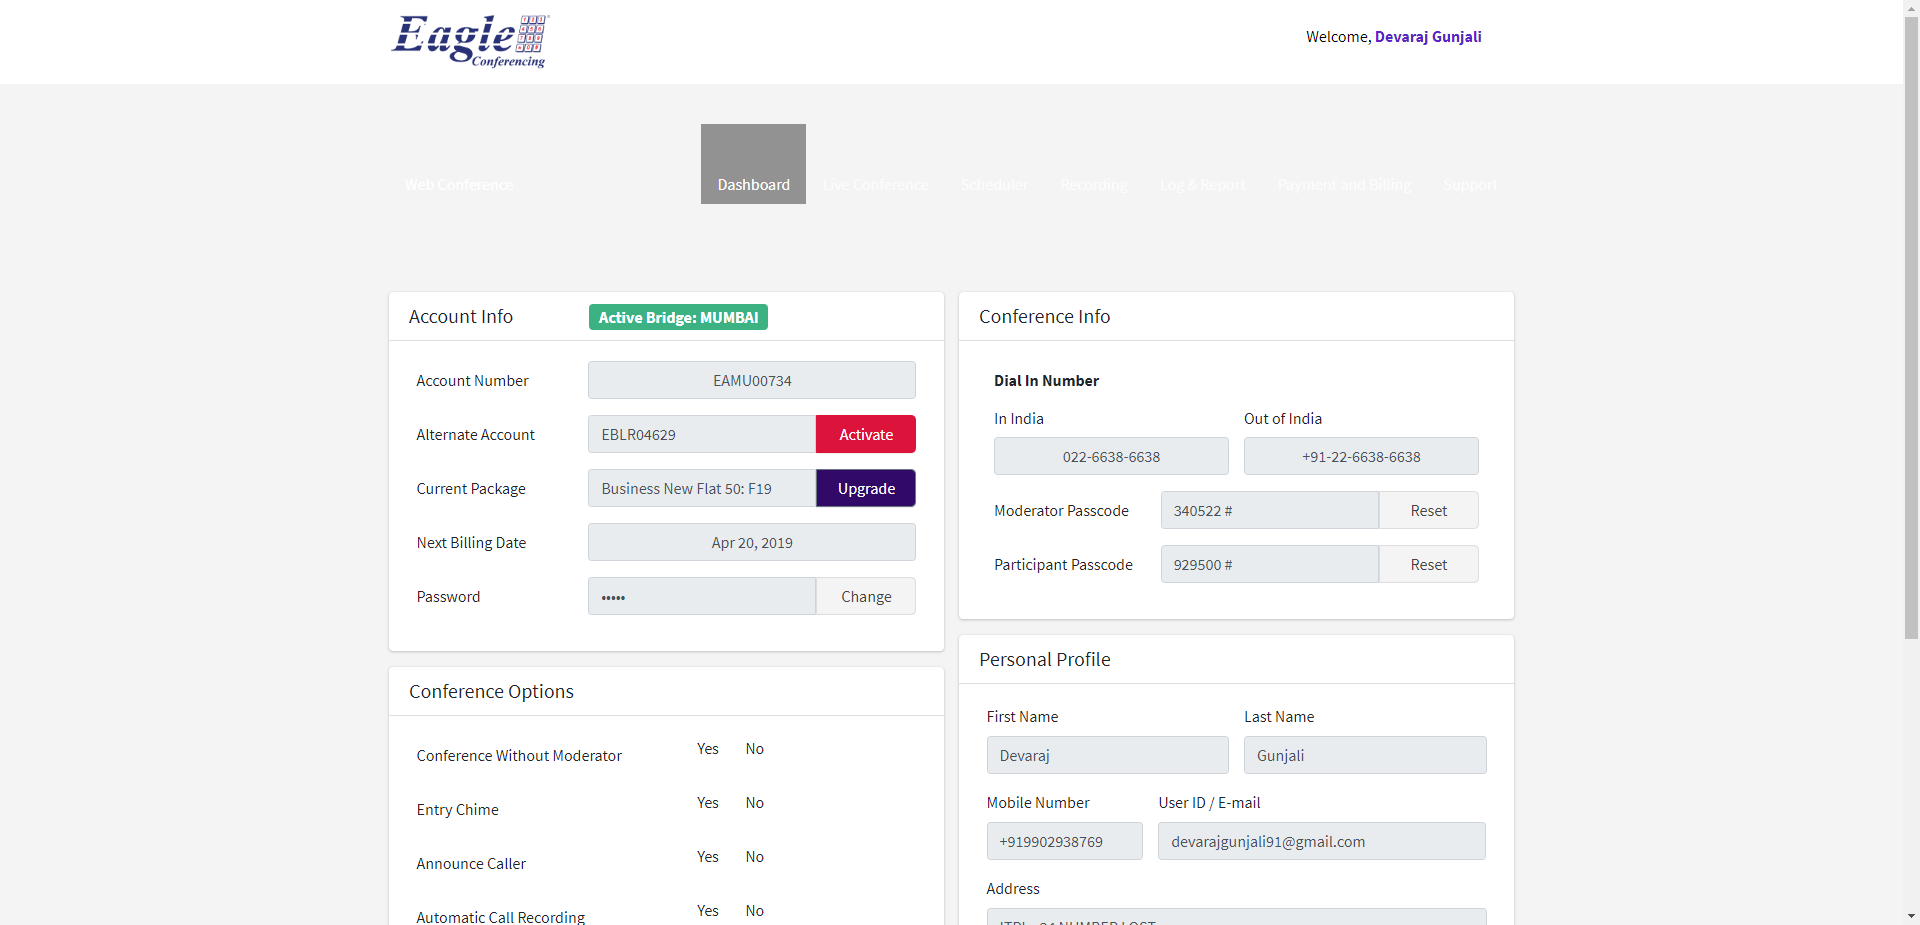 Eagle
Conferencing
Welcome, Devaraj Gunjali
Web Conference
Dashboard
Live Conference
Scheduler
Recording
Log & Report
Payment and Billing
Support
Account Info
Active Bridge: MUMBAI
Account Number
EAMU00734
Alternate Account
EBLR04629
Activate
Current Package
Business New Flat 50: F19
Upgrade
Next Billing Date
Apr 20, 2019
Password
•••••
Change
Conference Options
Conference Without Moderator
Yes No
Entry Chime
Yes No
Announce Caller
Yes No
Automatic Call Recording
Yes No
Conference Info
Dial In Number
In India
Out of India
022-6638-6638
+91-22-6638-6638
Moderator Passcode
340522 #
Reset
Participant Passcode
929500 #
Reset
Personal Profile
First Name
Last Name
Devaraj
Gunjali
Mobile Number
User ID / E-mail
+919902938769
devarajgunjali91@gmail.com
Address